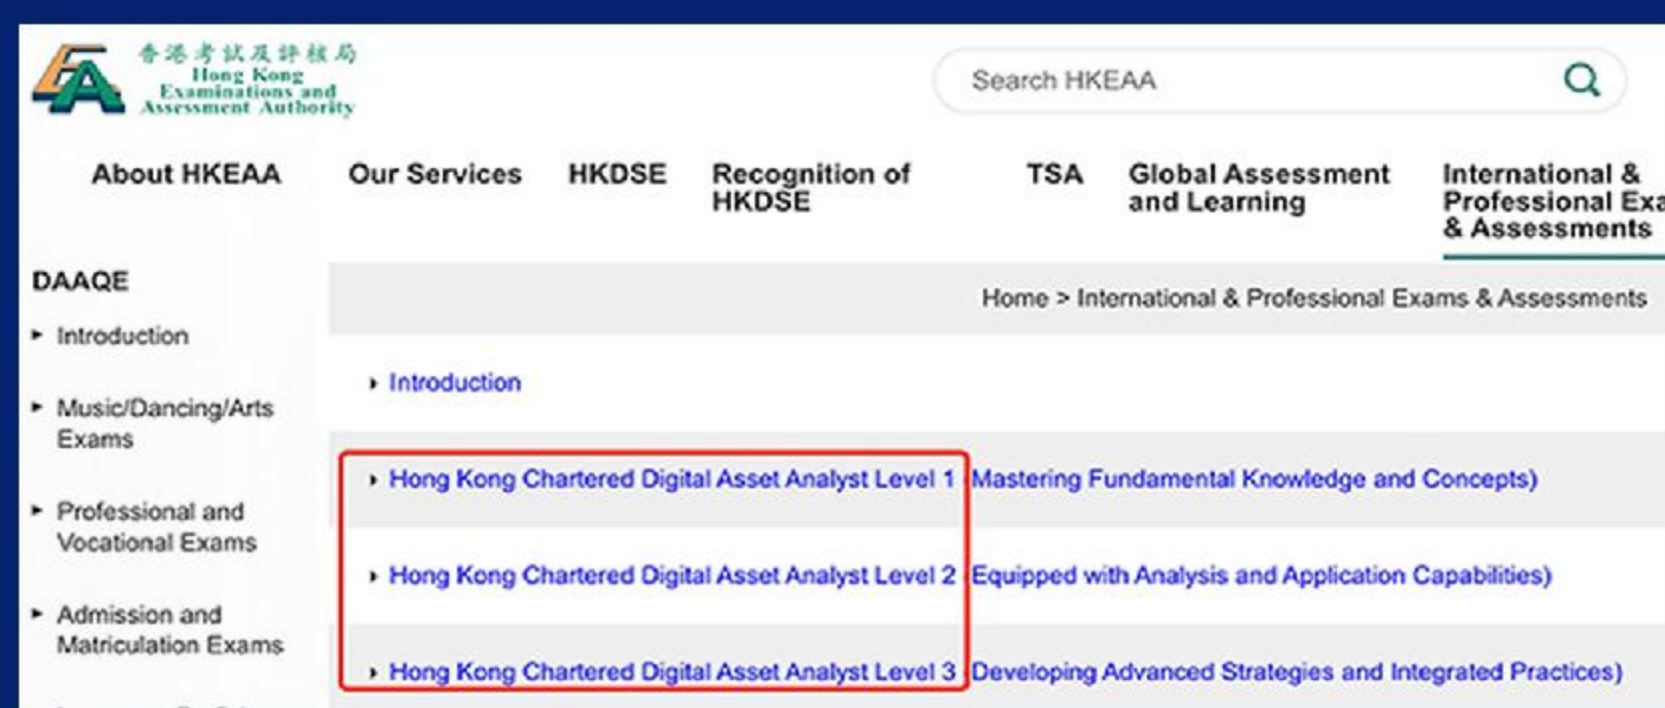 香港考試及評核局
Hong Kong
Examinations and
Assessment Authority
Search HKEAA
About HKEAA
Our Services
HKDSE
Recognition of
HKDSE
TSA
Global Assessment
and Learning
International &
Professional Exa
& Assessments
DAAQE
Introduction
Music/Dancing/Arts
Exams
Professional and
Vocational Exams
Admission and
Matriculation Exams
Home > International & Professional Exams & Assessments
Introduction
Hong Kong Chartered Digital Asset Analyst Level 1 (Mastering Fundamental Knowledge and Concepts)
Hong Kong Chartered Digital Asset Analyst Level 2 (Equipped with Analysis and Application Capabilities)
Hong Kong Chartered Digital Asset Analyst Level 3 (Developing Advanced Strategies and Integrated Practices)